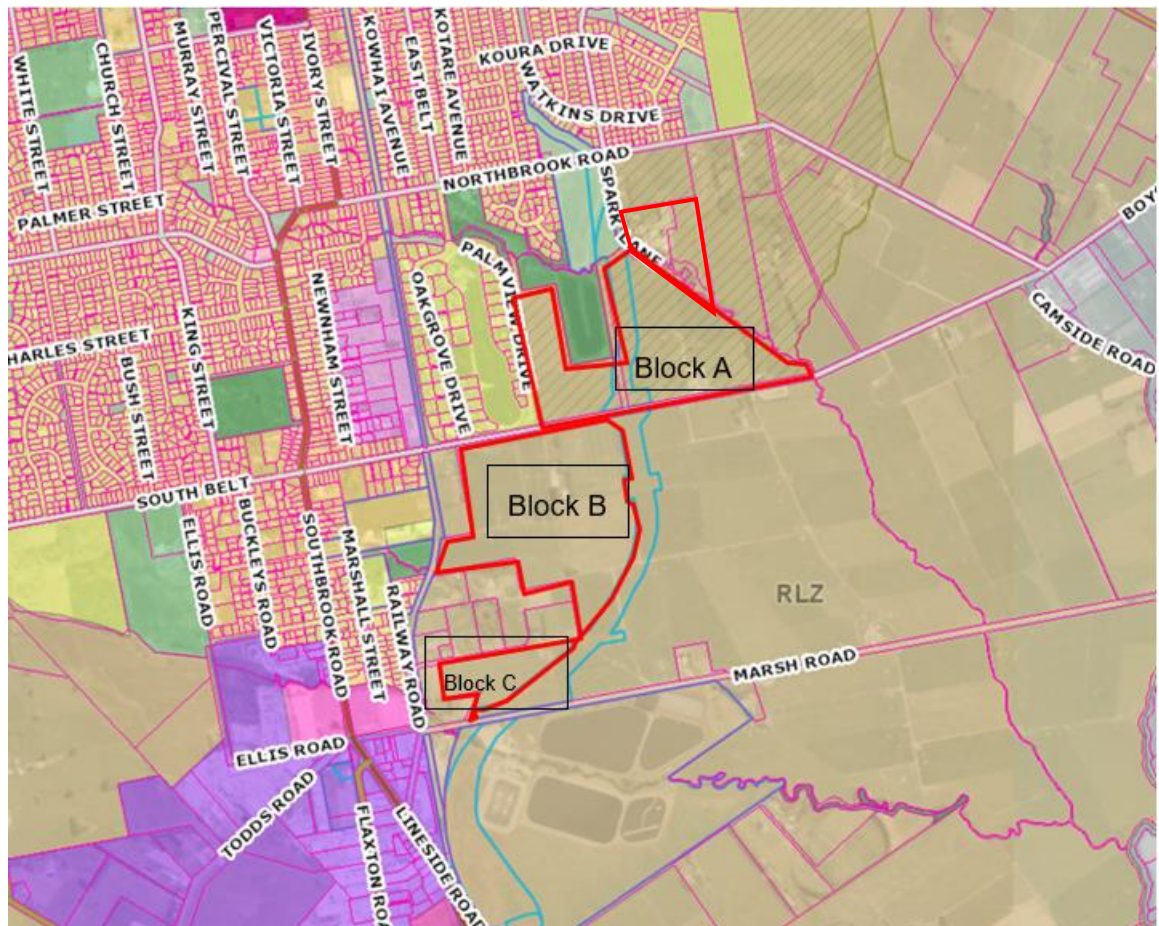 WHITE STREET
CHURCH STREET
MURRAY STREET
PERCIVAL STREET
VICTORIA STREET
IVORY STREET
KOWHAI AVENUE
EAST BELT
KOTARE AVENUE
KOURA DRIVE
WATKINS DRIVE
NORTHBROOK ROAD
PALMER STREET
SPARK LANE
BOY'
PALM VIEW DRIVE
OAKGROVE DRIVE
NEWNHAM STREET
CAMSIDE ROAD
HARLES STREET
KING STREET
BUSH STREET
Block A
SOUTH BELT
Block B
ELLIS ROAD
BUCKLEYS ROAD
SOUTHBROOK ROAD
MARSHALL STREET
RAILWAY ROAD
RLZ
MARSH ROAD
Block C
ELLIS ROAD
TODDS ROAD
FLAXTON ROA
LINESIDE ROAD